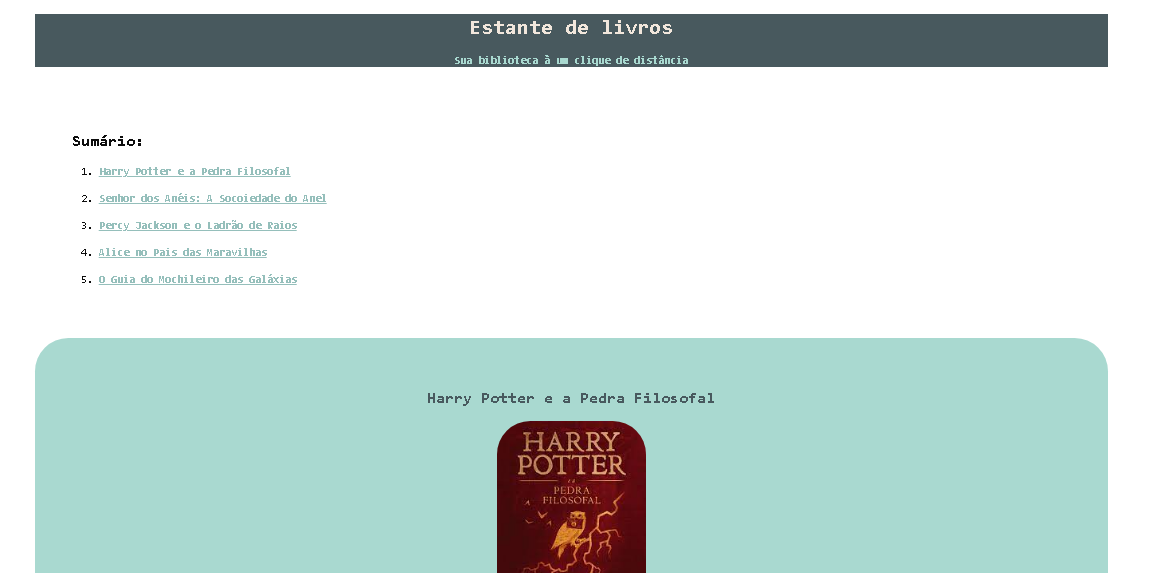 Estante de livros
Sua biblioteca à um clique de distância
Sumário:
1. Harry Potter e a Pedra Filosofal
2. Senhor dos Anéis: A Socoiedade do Anel
3. Percy Jackson e o Ladrão de Raios
4. Alice no Pais das Maravilhas
5. O Guia do Mochileiro das Galáxias
Harry Potter e a Pedra Filosofal
HARRY
POTTER
e a
PEDRA
FILOSOFAL